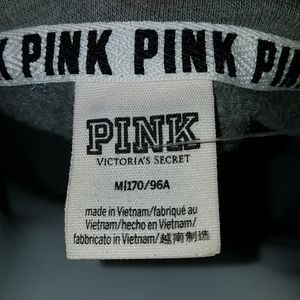 K PINK PINK PIN
PINK
VICTORIA'S SECRET
M|170/96A
made in Vietnam/fabriqué au
Vietnam/hecho en Vietnam/
fabbricato in Vietnam/越南制造